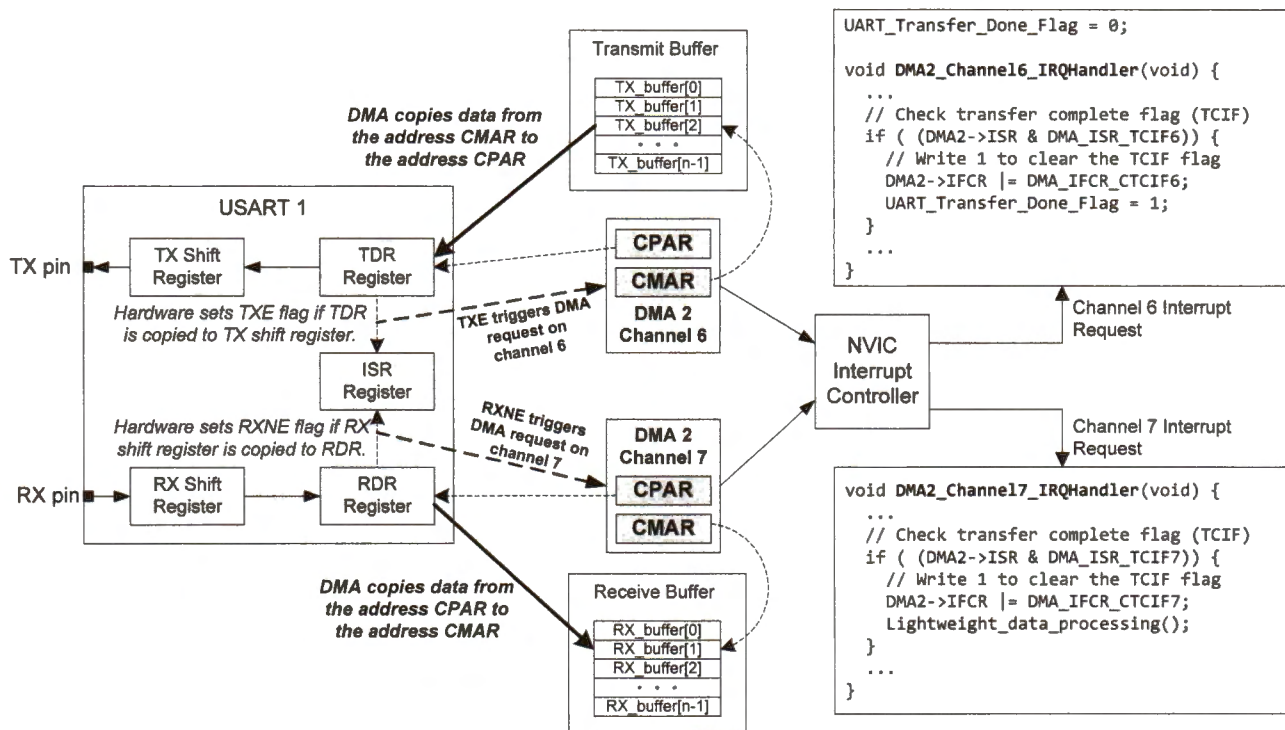 Transmit Buffer
TX_buffer[0]
TX_buffer[1]
TX_buffer[2]
. . .
TX_buffer[n-1]
DMA copies data from
the address CMAR to
the address CPAR
USART 1
TX pin
TX Shift
Register
TDR
Register
CPAR
CMAR
DMA 2
Channel 6
Hardware sets TXE flag if TDR
is copied to TX shift register.
TXE triggers DMA
request on
channel 6
ISR
Register
Hardware sets RXNE flag if RX
shift register is copied to RDR.
RXNE triggers
DMA request on
channel 7
RX pin
RX Shift
Register
RDR
Register
DMA 2
Channel 7
CPAR
CMAR
DMA copies data from
the address CPAR to
the address CMAR
Receive Buffer
RX_buffer[0]
RX_buffer[1]
RX_buffer[2]
. . .
RX_buffer[n-1]
NVIC
Interrupt
Controller
UART_Transfer_Done_Flag = 0;
void DMA2_Channel6_IRQHandler(void) {
...
// Check transfer complete flag (TCIF)
if ( (DMA2->ISR & DMA_ISR_TCIF6)) {
// Write 1 to clear the TCIF flag
DMA2->IFCR |= DMA_IFCR_CTCIF6;
UART_Transfer_Done_Flag = 1;
}
...
}
Channel 6 Interrupt
Request
Channel 7 Interrupt
Request
void DMA2_Channel7_IRQHandler(void) {
...
// Check transfer complete flag (TCIF)
if ( (DMA2->ISR & DMA_ISR_TCIF7)) {
// Write 1 to clear the TCIF flag
DMA2->IFCR |= DMA_IFCR_CTCIF7;
Lightweight_data_processing();
}
...
}